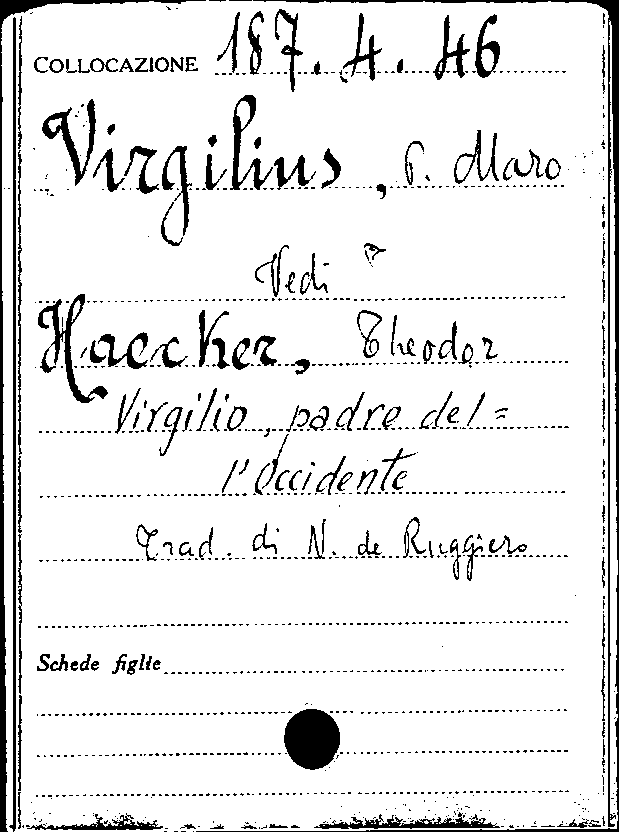 COLLOCAZIONE 187.4.46
Virgilius, P. Maro
Vedi
Haecker, Theodor
Virgilio, padre del=
l'Occidente
Trad. di N. de Ruggiero
Schede figlie